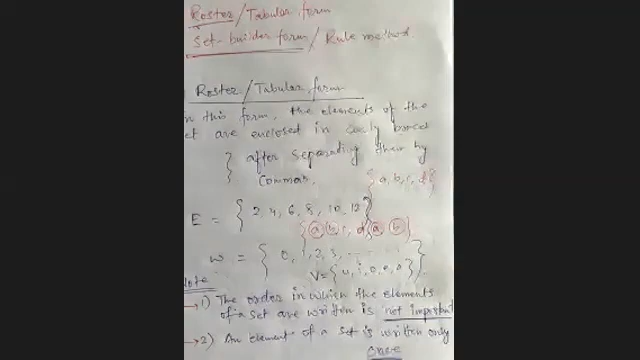 Roster/Tabular form
Set-builder form / Rule method
Roster/Tabular form
In this form, the elements of the
set are enclosed in curly braces
} after separating them by
commas.
{a, b, c, d}
E = { 2, 4, 6, 8, 10, 12}
{a b c, d a b}
W = { 0, 1, 2, 3, ....
V = {u, i, o, e, a}
Note
→ 1) The order in which the elements
of a set are written is not important
→ 2) An element of a set is written only
once